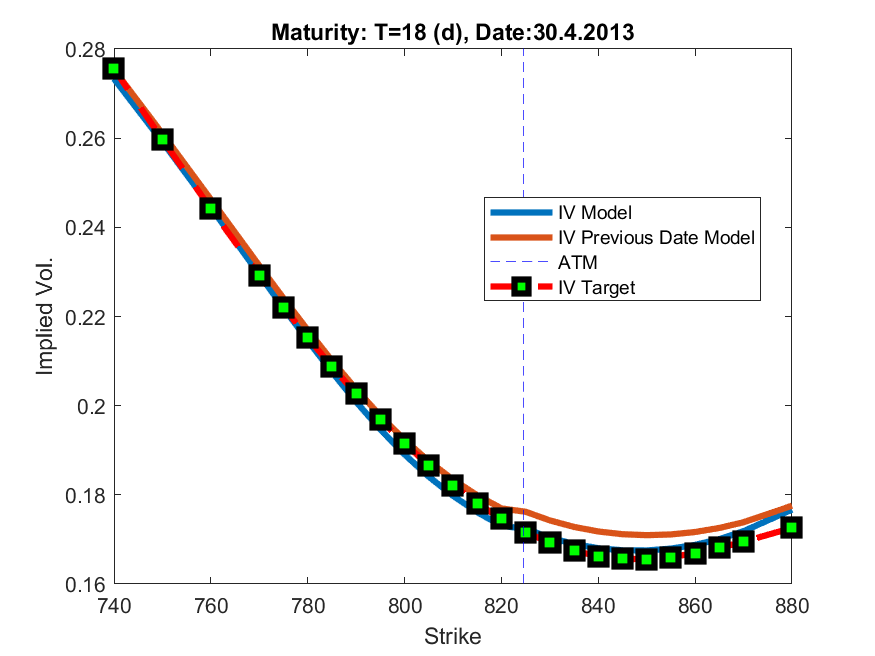 Maturity: T=18 (d), Date:30.4.2013
0.28
0.26
0.24
0.22
0.2
0.18
0.16
Implied Vol.
IV Model
IV Previous Date Model
ATM
IV Target
740
760
780
800
820
840
860
880
Strike